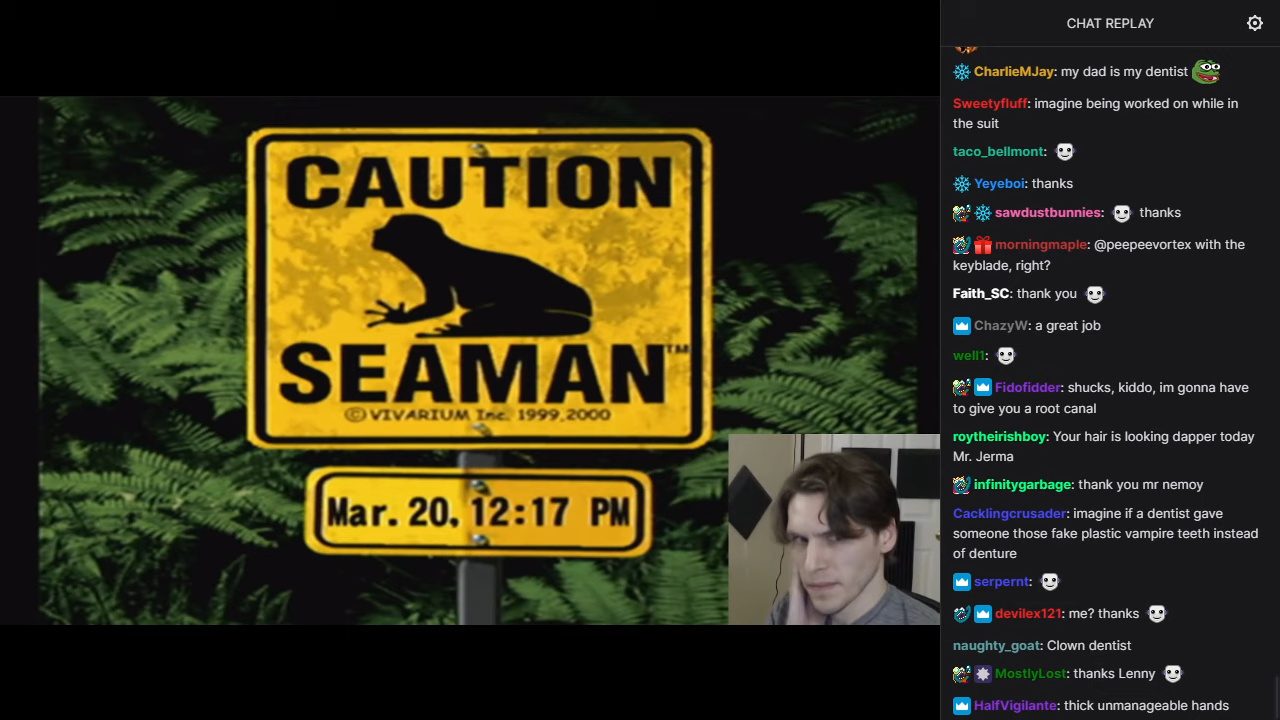 CAUTION
SEAMAN™
© VIVARIUM Inc. 1999,2000
Mar. 20, 12:17 PM
CHAT REPLAY
CharlieMJay: my dad is my dentist
Sweetyfluff: imagine being worked on while in
the suit
taco_bellmont:
Yeyeboi: thanks
sawdustbunnies: thanks
morningmaple: @peepeevortex with the
keyblade, right?
Faith_SC: thank you
ChazyW: a great job
well1:
Fidofidder: shucks, kiddo, im gonna have
to give you a root canal
roytheirishboy: Your hair is looking dapper today
Mr. Jerma
infinitygarbage: thank you mr nemoy
Cacklingcrusader: imagine if a dentist gave
someone those fake plastic vampire teeth instead
of denture
serpernt:
devilex121: me? thanks
naughty_goat: Clown dentist
MostlyLost: thanks Lenny
HalfVigilante: thick unmanageable hands